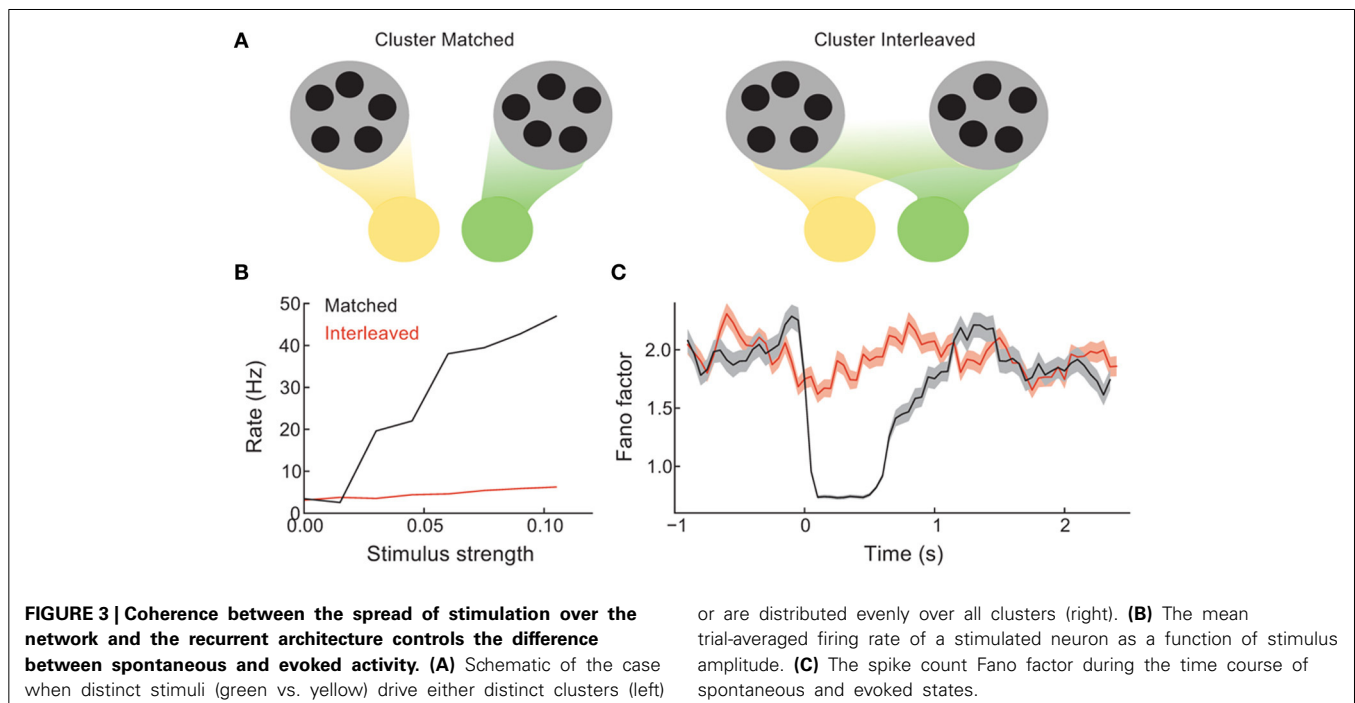 A
Cluster Matched
Cluster Interleaved
B
50
40
30
20
10
0
Rate (Hz)
Matched
Interleaved
0.00
0.05
0.10
Stimulus strength
C
2.0
1.5
1.0
Fano factor
−1
0
1
2
Time (s)
FIGURE 3 | Coherence between the spread of stimulation over the
network and the recurrent architecture controls the difference
between spontaneous and evoked activity. (A) Schematic of the case
when distinct stimuli (green vs. yellow) drive either distinct clusters (left)
or are distributed evenly over all clusters (right). (B) The mean
trial-averaged firing rate of a stimulated neuron as a function of stimulus
amplitude. (C) The spike count Fano factor during the time course of
spontaneous and evoked states.